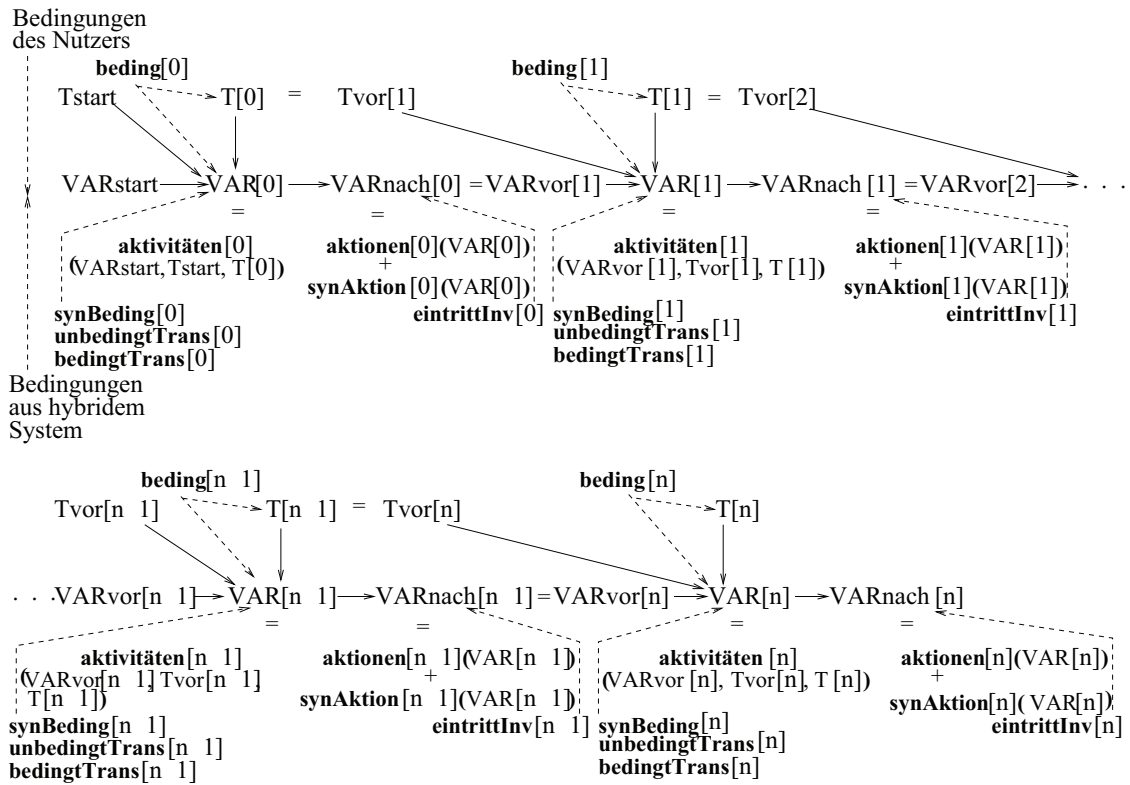 Bedingungen
des Nutzers
beding[0] beding[1]
Tstart T[0] = Tvor[1] T[1] = Tvor[2]
VARstart VAR[0] VARnach[0] =VARvor[1] VAR[1] VARnach [1] =VARvor[2] . . .
= = = =
aktivitäten[0] aktionen[0](VAR[0]) aktivitäten[1] aktionen[1](VAR[1])
(VARstart, Tstart, T[0]) + (VARvor [1], Tvor[1], T [1]) +
synAktion [0](VAR[0]) synAktion[1](VAR[1])
synBeding[0] eintrittInv[0] synBeding[1] eintrittInv[1]
unbedingtTrans[0] unbedingtTrans[1]
bedingtTrans[0] bedingtTrans[1]
Bedingungen
aus hybridem
System
beding[n 1] beding[n]
Tvor[n 1] T[n 1] = Tvor[n] T[n]
. . . VARvor[n 1] VAR[n 1] VARnach[n 1] =VARvor[n] VAR[n] VARnach [n]
= = = =
aktivitäten[n 1] aktionen[n 1](VAR[n 1]) aktivitäten [n] aktionen[n](VAR[n])
(VARvor[n 1], Tvor[n 1], + (VARvor [n], Tvor[n], T [n]) +
T[n 1]) synAktion[n 1](VAR[n 1]) synAktion[n]( VAR[n])
synBeding[n 1] eintrittInv[n 1] synBeding[n] eintrittInv[n]
unbedingtTrans[n 1] unbedingtTrans[n]
bedingtTrans[n 1] bedingtTrans[n]